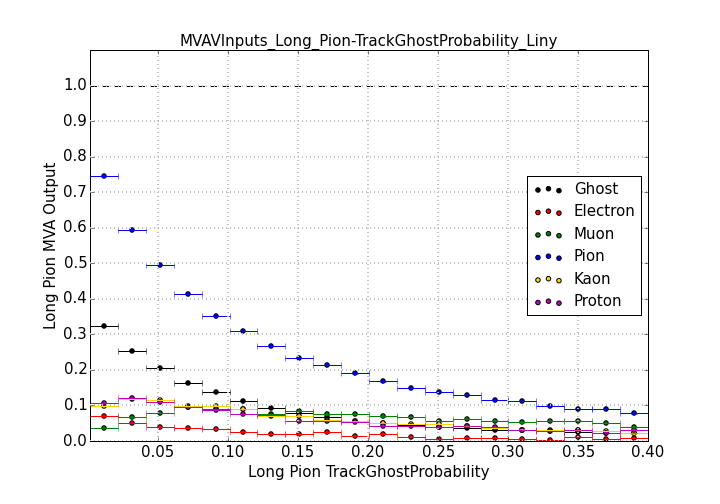 MVAVInputs_Long_Pion-TrackGhostProbability_Liny
Long Pion MVA Output
1.0
0.9
0.8
0.7
0.6
0.5
0.4
0.3
0.2
0.1
0.0
Ghost
Electron
Muon
Pion
Kaon
Proton
0.05 0.10 0.15 0.20 0.25 0.30 0.35 0.40
Long Pion TrackGhostProbability